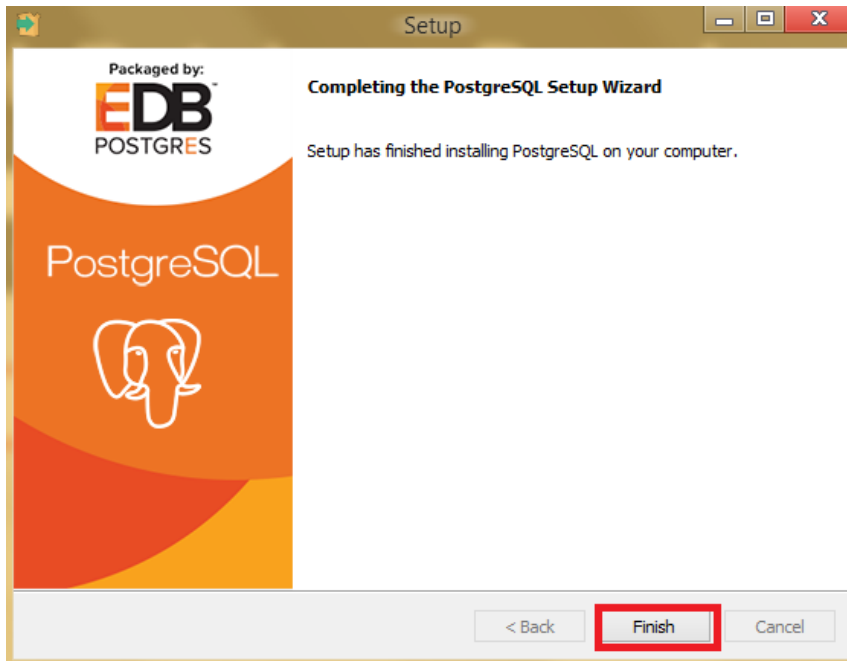 Setup
Packaged by:
EDB
POSTGRES
PostgreSQL
Completing the PostgreSQL Setup Wizard
Setup has finished installing PostgreSQL on your computer.
< Back
Finish
Cancel